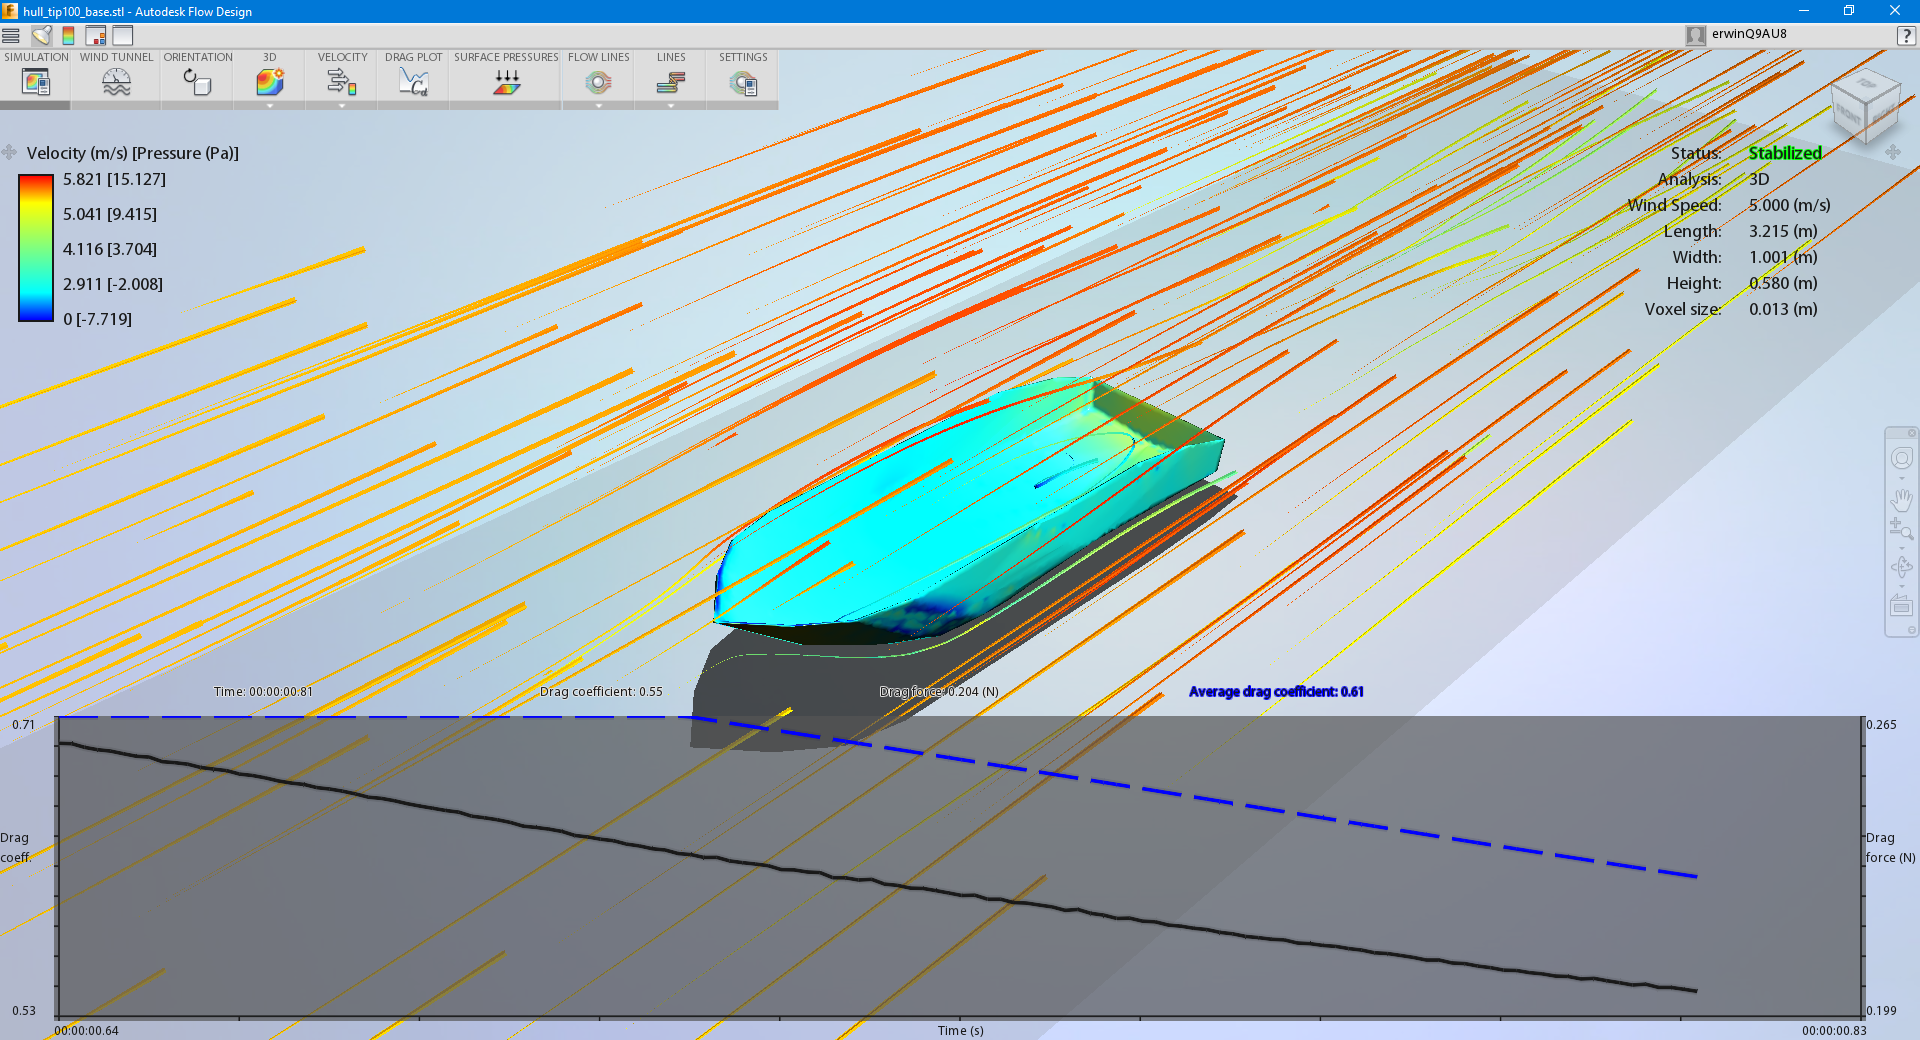 hull_tip100_base.stl - Autodesk Flow Design
erwinQ9AU8
?
SIMULATION WIND TUNNEL ORIENTATION 3D VELOCITY DRAG PLOT SURFACE PRESSURES FLOW LINES LINES SETTINGS
TOP
FRONT
Velocity (m/s) [Pressure (Pa)]
5.821 [15.127]
5.041 [9.415]
4.116 [3.704]
2.911 [-2.008]
0 [-7.719]
Status: Stabilized
Analysis: 3D
Wind Speed: 5.000 (m/s)
Length: 3.215 (m)
Width: 1.001 (m)
Height: 0.580 (m)
Voxel size: 0.013 (m)
Time: 00:00:00.81 Drag coefficient: 0.55 Drag force: 0.204 (N) Average drag coefficient: 0.61
0.71 0.265
Drag
coeff.
Drag
force (N)
0.53 0.199
00:00:00.64 Time (s) 00:00:00.83